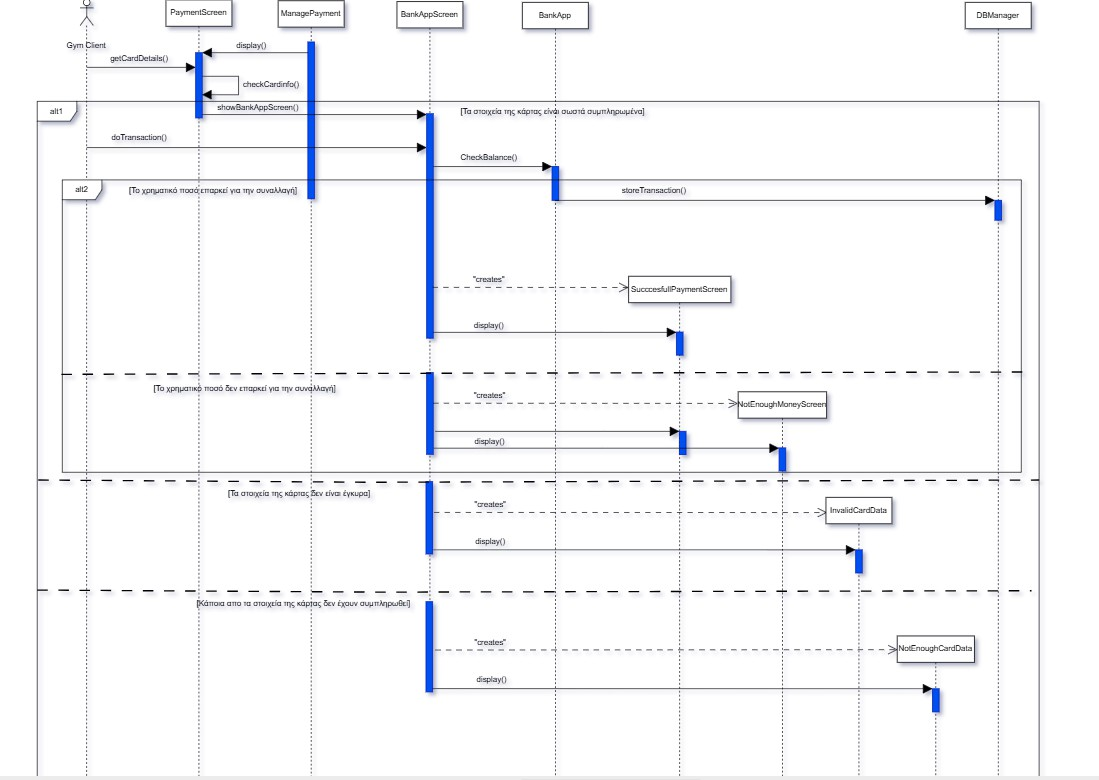 PaymentScreen
ManagePayment
BankAppScreen
BankApp
DBManager
Gym Client
display()
getCardDetails()
checkCardinfo()
showBankAppScreen()
alt1
[Τα στοιχεία της κάρτας είναι σωστά συμπληρωμένα]
doTransaction()
CheckBalance()
alt2
[Το χρηματικό ποσό επαρκεί για την συναλλαγή]
storeTransaction()
"creates"
SucccesfullPaymentScreen
display()
[Το χρηματικό ποσό δεν επαρκεί για την συναλλαγή]
"creates"
NotEnoughMoneyScreen
display()
[Τα στοιχεία της κάρτας δεν είναι έγκυρα]
"creates"
InvalidCardData
display()
[Κάποια απο τα στοιχεία της κάρτας δεν έχουν συμπληρωθεί]
"creates"
NotEnoughCardData
display()